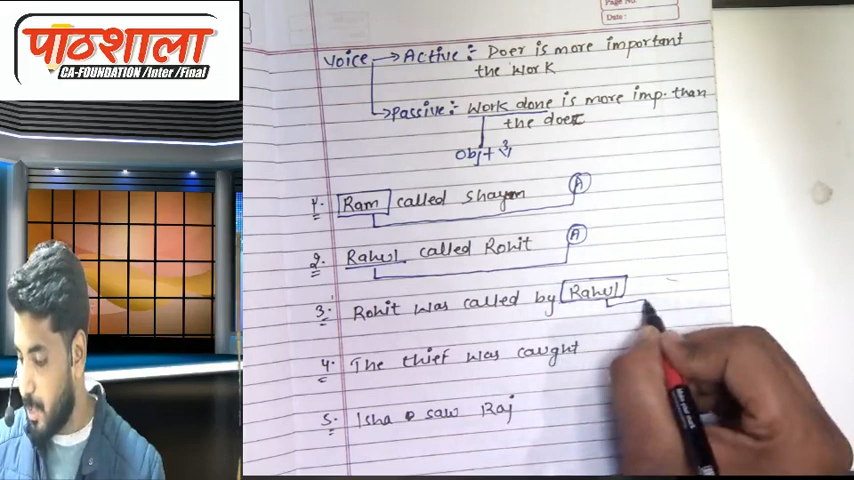 पाठशाला
CA-FOUNDATION/Inter/Final
Page No.
Date:
Voice → Active:- Doer is more important
the work
→ Passive:- Work done is more imp. than
the doer
Obj + V3
1. Ram called Shaym A
2. Rahul called Rohit A
3. Rohit was called by Rahul
4. The thief was caught
5. Isha saw Raj